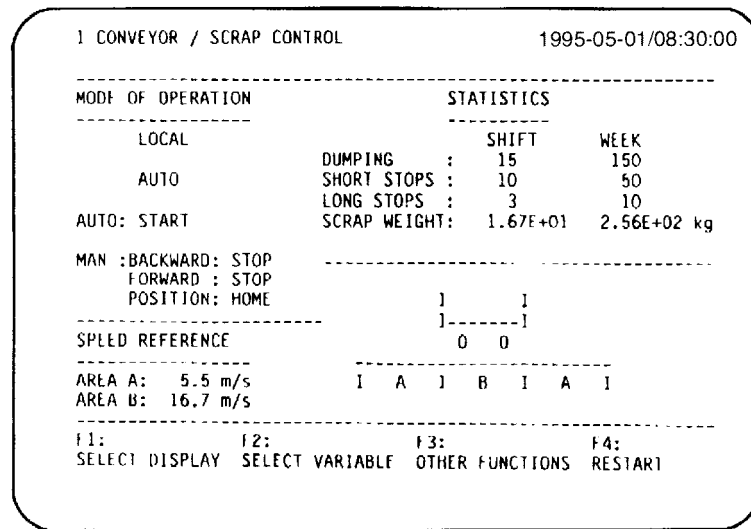 1 CONVEYOR / SCRAP CONTROL 1995-05-01/08:30:00
MODE OF OPERATION STATISTICS
LOCAL SHIFT WEEK
DUMPING : 15 150
AUTO SHORT STOPS : 10 50
LONG STOPS : 3 10
AUTO: START SCRAP WEIGHT: 1.67E+01 2.56E+02 kg
MAN :BACKWARD: STOP
FORWARD : STOP
POSITION: HOME I I
I-------I
SPEED REFERENCE O O
AREA A: 5.5 m/s I A I B I A I
AREA B: 16.7 m/s
F1: F2: F3: F4:
SELECT DISPLAY SELECT VARIABLE OTHER FUNCTIONS RESTART